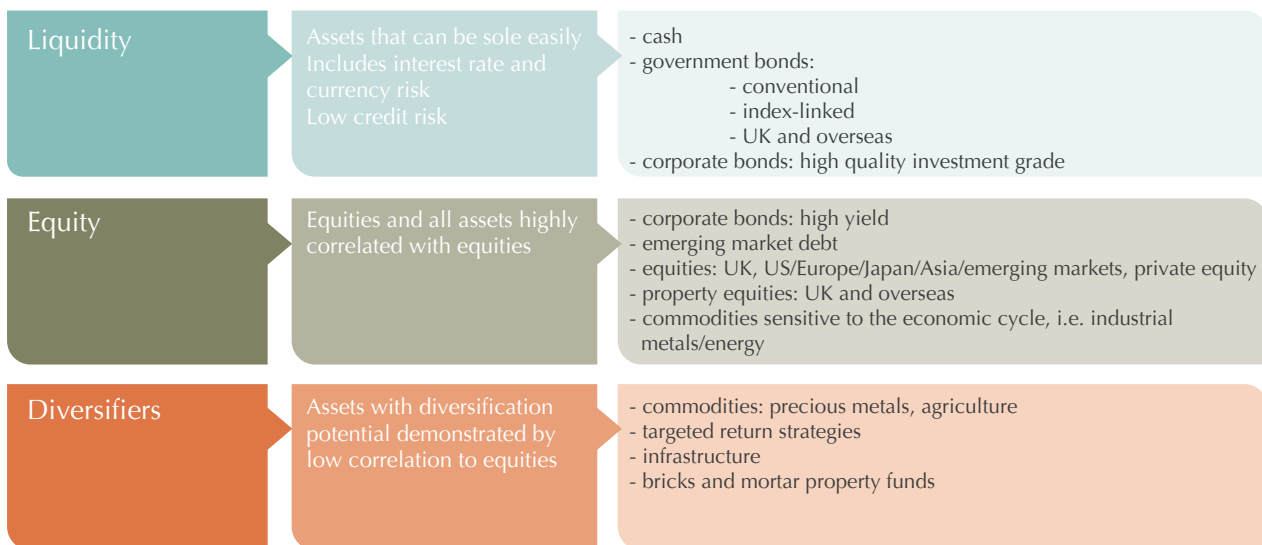 Liquidity
Assets that can be sole easily
Includes interest rate and
currency risk
Low credit risk
- cash
- government bonds:
- conventional
- index-linked
- UK and overseas
- corporate bonds: high quality investment grade
Equity
Equities and all assets highly
correlated with equities
- corporate bonds: high yield
- emerging market debt
- equities: UK, US/Europe/Japan/Asia/emerging markets, private equity
- property equities: UK and overseas
- commodities sensitive to the economic cycle, i.e. industrial
metals/energy
Diversifiers
Assets with diversification
potential demonstrated by
low correlation to equities
- commodities: precious metals, agriculture
- targeted return strategies
- infrastructure
- bricks and mortar property funds